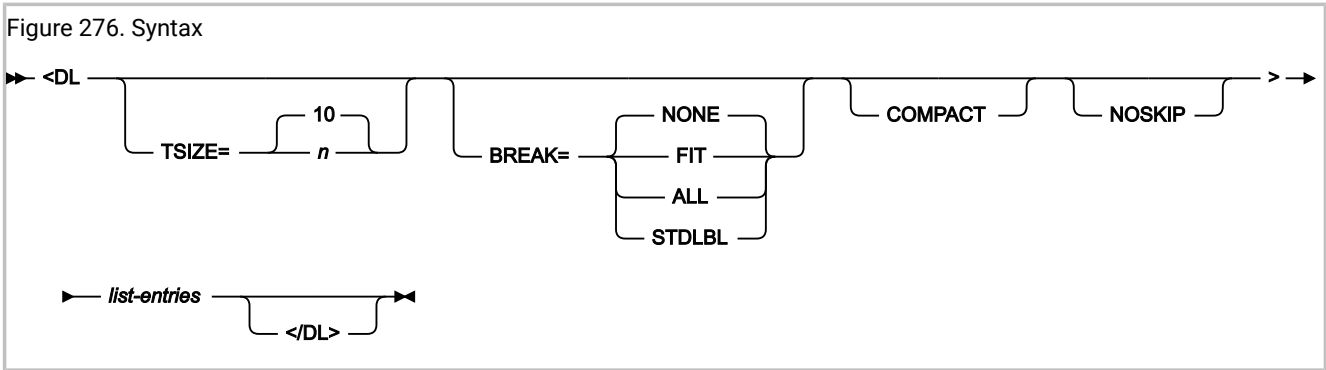 Figure 276. Syntax
<DL >
10 NONE COMPACT NOSKIP
TSIZE= n BREAK= FIT
ALL
STDLBL
list-entries
</DL>